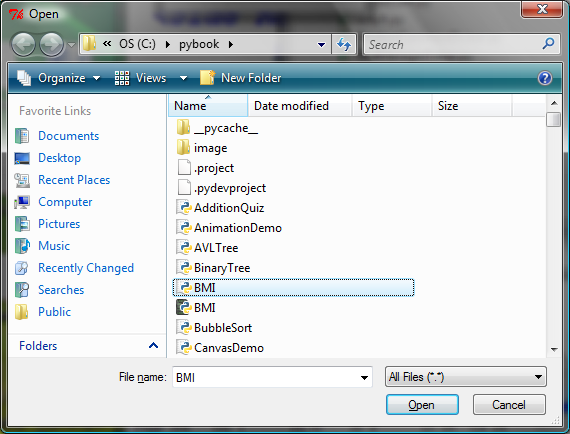 Open
« OS (C:) ▸ pybook ▸ Search
Organize Views New Folder ?
Favorite Links
Documents
Desktop
Recent Places
Computer
Pictures
Music
Recently Changed
Searches
Public
Folders
Name Date modified Type Size
__pycache__
image
.project
.pydevproject
AdditionQuiz
AnimationDemo
AVLTree
BinaryTree
BMI
BMI
BubbleSort
CanvasDemo
File name: BMI All Files (*.*)
Open Cancel